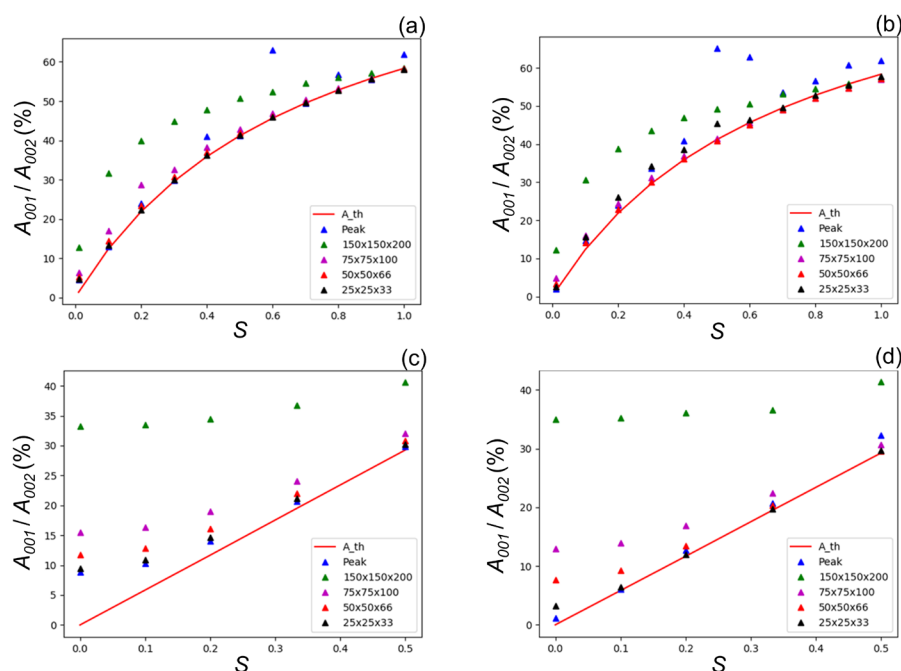 (a)
A001 / A002 (%)
60
50
40
30
20
10
0
A_th
Peak
150x150x200
75x75x100
50x50x66
25x25x33
0.0 0.2 0.4 0.6 0.8 1.0
S
(b)
A001 / A002 (%)
60
50
40
30
20
10
0
A_th
Peak
150x150x200
75x75x100
50x50x66
25x25x33
0.0 0.2 0.4 0.6 0.8 1.0
S
(c)
A001 / A002 (%)
40
35
30
25
20
15
10
5
0
A_th
Peak
150x150x200
75x75x100
50x50x66
25x25x33
0.0 0.1 0.2 0.3 0.4 0.5
S
(d)
A001 / A002 (%)
40
30
20
10
0
A_th
Peak
150x150x200
75x75x100
50x50x66
25x25x33
0.0 0.1 0.2 0.3 0.4 0.5
S